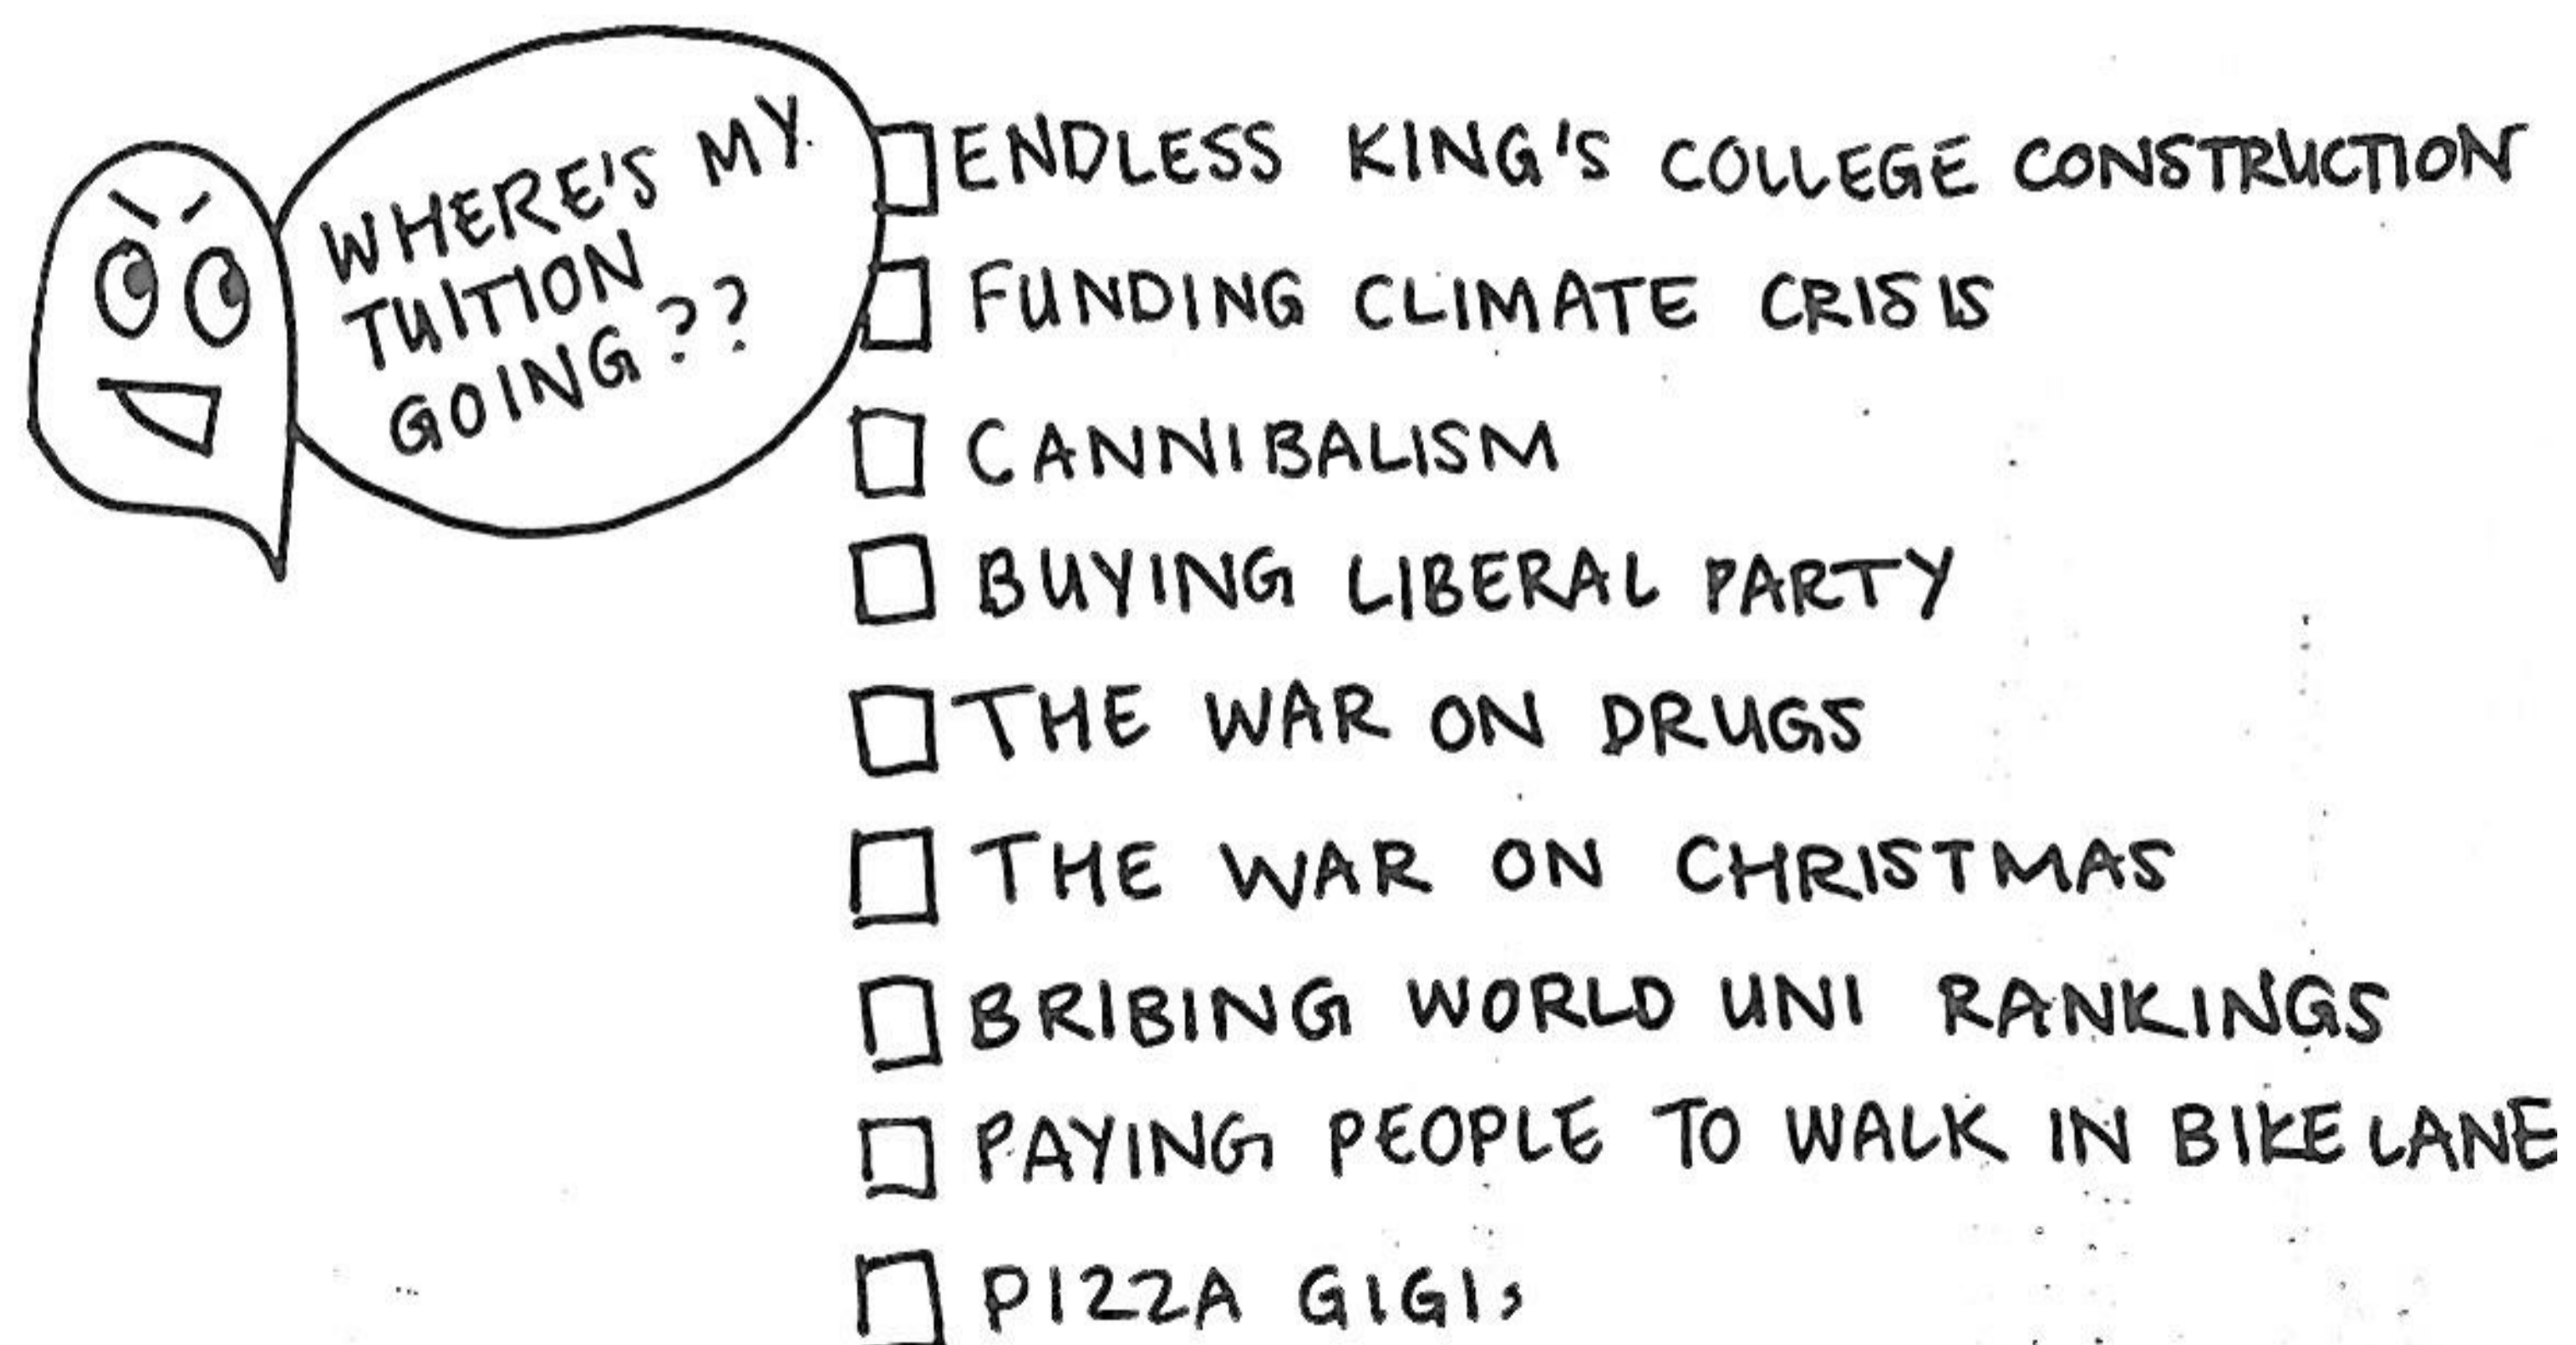 WHERE'S MY
TUITION
GOING??
ENDLESS KING'S COLLEGE CONSTRUCTION
FUNDING CLIMATE CRISIS
CANNIBALISM
BUYING LIBERAL PARTY
THE WAR ON DRUGS
THE WAR ON CHRISTMAS
BRIBING WORLD UNI RANKINGS
PAYING PEOPLE TO WALK IN BIKE LANE
PIZZA GIGIs